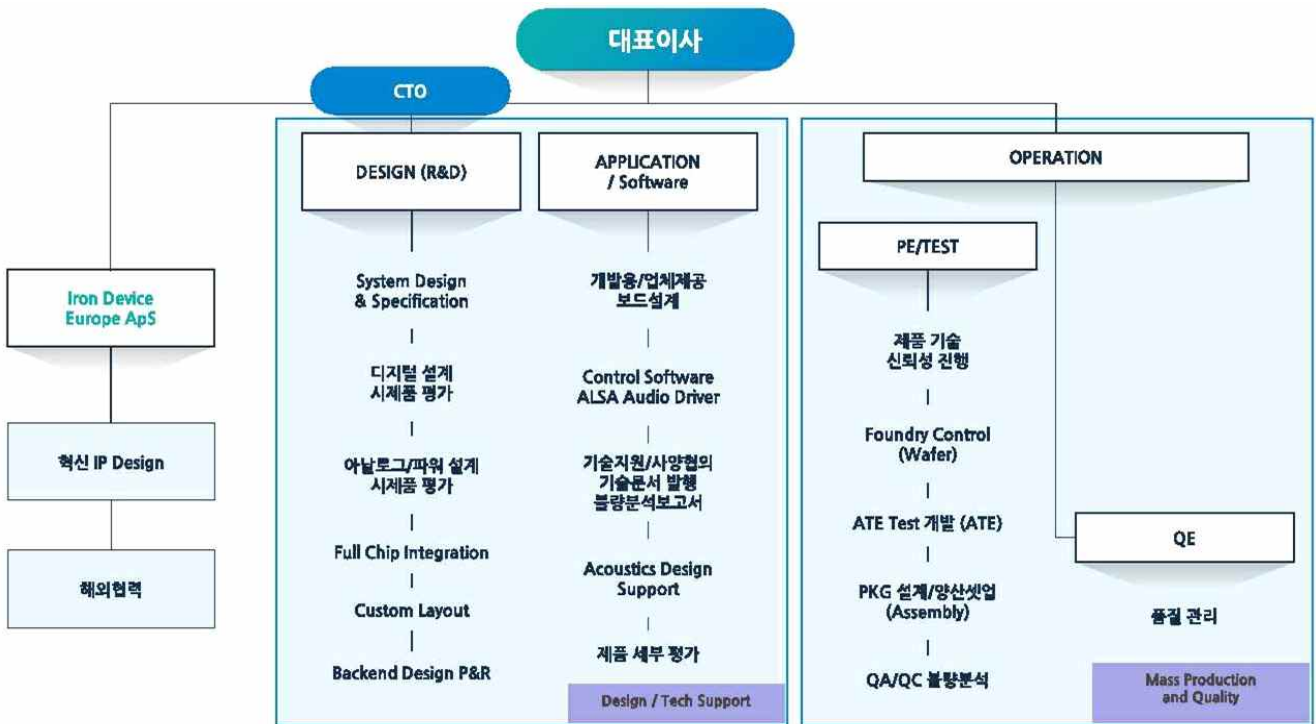 대표이사
CTO
DESIGN (R&D)
APPLICATION
/ Software
OPERATION
PE/TEST
Iron Device
Europe ApS
혁신 IP Design
해외협력
System Design
& Specification
디지털 설계
시제품 평가
아날로그/파워 설계
시제품 평가
Full Chip Integration
Custom Layout
Backend Design P&R
개발용/업체제공
보드설계
Control Software
ALSA Audio Driver
기술지원/사양협의
기술문서 발행
불량분석보고서
Acoustics Design
Support
제품 세부 평가
Design / Tech Support
제품 기술
신뢰성 진행
Foundry Control
(Wafer)
ATE Test 개발 (ATE)
PKG 설계/양산셋업
(Assembly)
QA/QC 불량분석
QE
품질 관리
Mass Production
and Quality